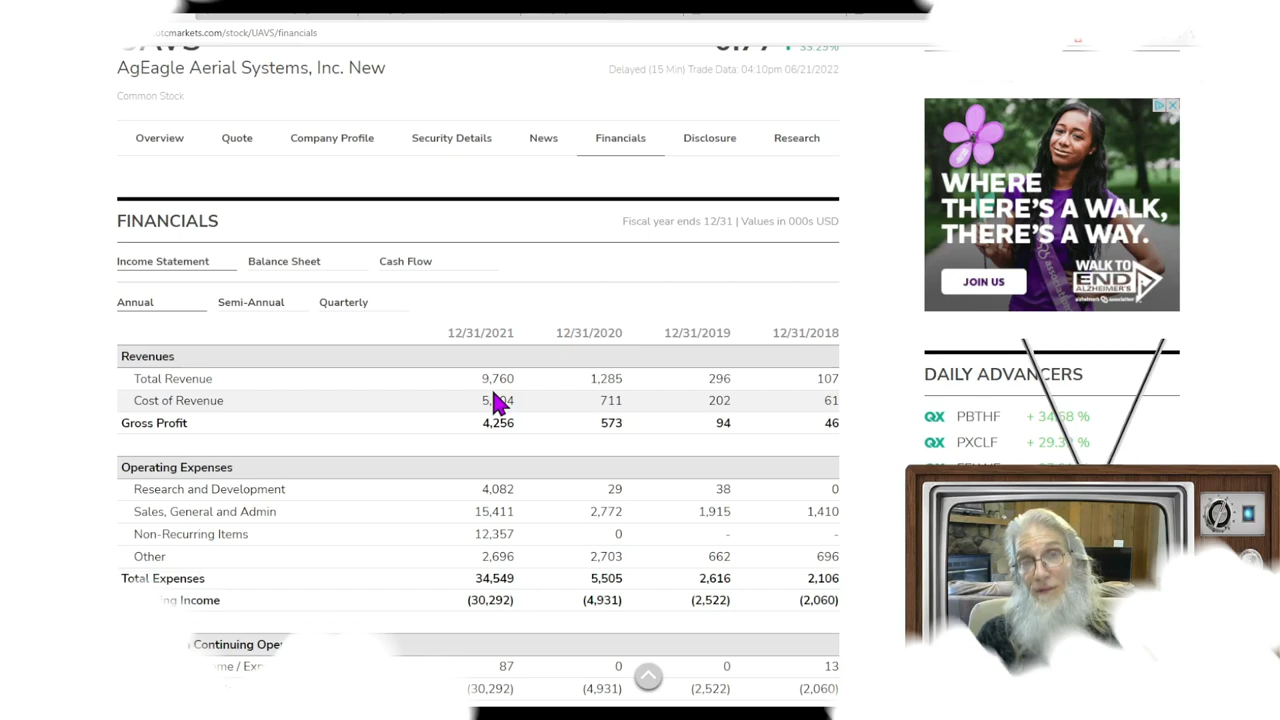 otcmarkets.com/stock/UAVS/financials
33.29%
AgEagle Aerial Systems, Inc. New
Delayed (15 Min) Trade Data: 04:10pm 06/21/2022
Common Stock
Overview Quote Company Profile Security Details News Financials Disclosure Research
FINANCIALS
Fiscal year ends 12/31 | Values in 000s USD
Income Statement Balance Sheet Cash Flow
Annual Semi-Annual Quarterly
12/31/2021 12/31/2020 12/31/2019 12/31/2018
Revenues
Total Revenue 9,760 1,285 296 107
Cost of Revenue 711 202 61
Gross Profit 4,256 573 94 46
Operating Expenses
Research and Development 4,082 29 38 0
Sales, General and Admin 15,411 2,772 1,915 1,410
Non-Recurring Items 12,357 0 - -
Other 2,696 2,703 662 696
Total Expenses 34,549 5,505 2,616 2,106
Income (30,292) (4,931) (2,522) (2,060)
Continuing
87 0 0 13
(30,292) (4,931) (2,522) (2,060)
WHERE
THERE'S A WALK,
THERE'S A WAY.
JOIN US
WALK TO
END
ALZHEIMER'S
alzheimer's association
DAILY ADVANCERS
QX PBTHF + 34.68 %
QX PXCLF